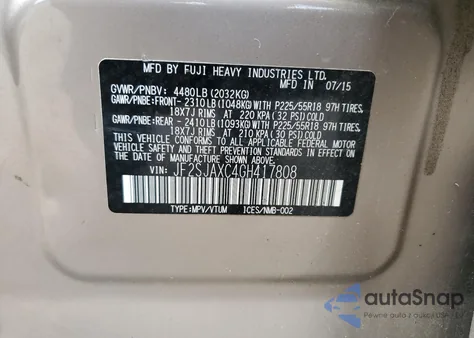 MFD BY FUJI HEAVY INDUSTRIES LTD.
MFD IN 07/15
GVWR/PNBV: 4480LB(2032KG)
GAWR/PNBE:FRONT- 2310LB(1048KG)WITH P225/55R18 97H TIRES,
18X7J RIMS AT 220 KPA(32 PSI)COLD
GAWR/PNBE:REAR - 2410LB(1093KG)WITH P225/55R18 97H TIRES,
18X7J RIMS AT 210 KPA(30 PSI)COLD
THIS VEHICLE CONFORMS TO ALL APPLICABLE
FEDERAL MOTOR VEHICLE SAFETY, BUMPER, AND
THEFT PREVENTION STANDARDS IN EFFECT ON THE
DATE OF MANUFACTURE SHOWN ABOVE.
VIN: JF2SJAXC4GH417808
TYPE:MPV/VTUM ICES/NMB-002
autaSnap
Pewne auto z